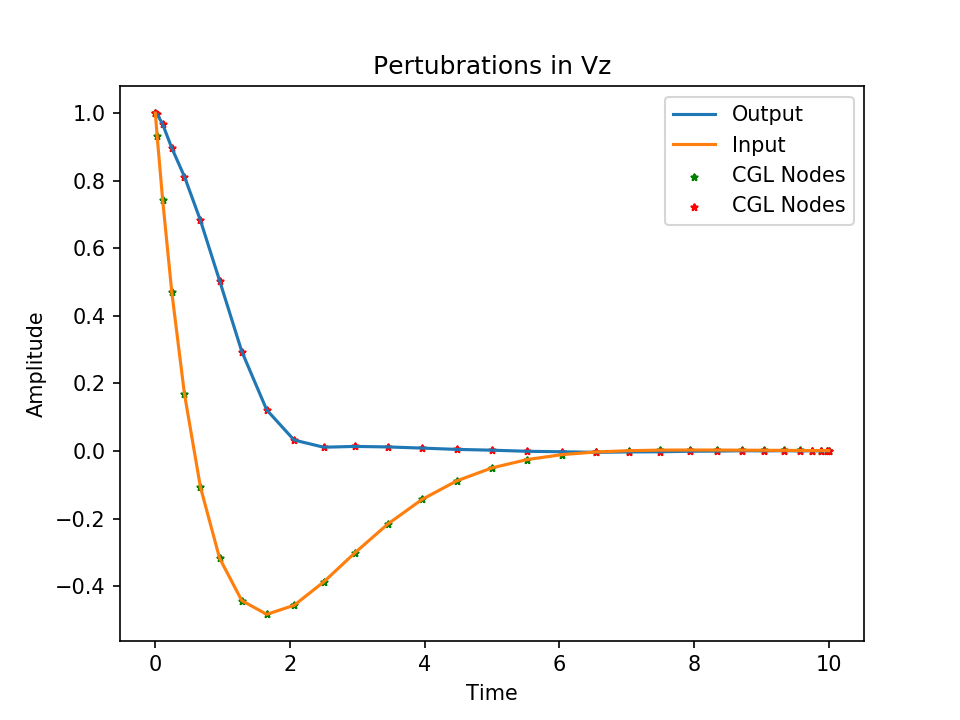 Pertubrations in Vz
Output
Input
CGL Nodes
CGL Nodes
1.0
0.8
0.6
0.4
0.2
0.0
−0.2
−0.4
Amplitude
0 2 4 6 8 10
Time